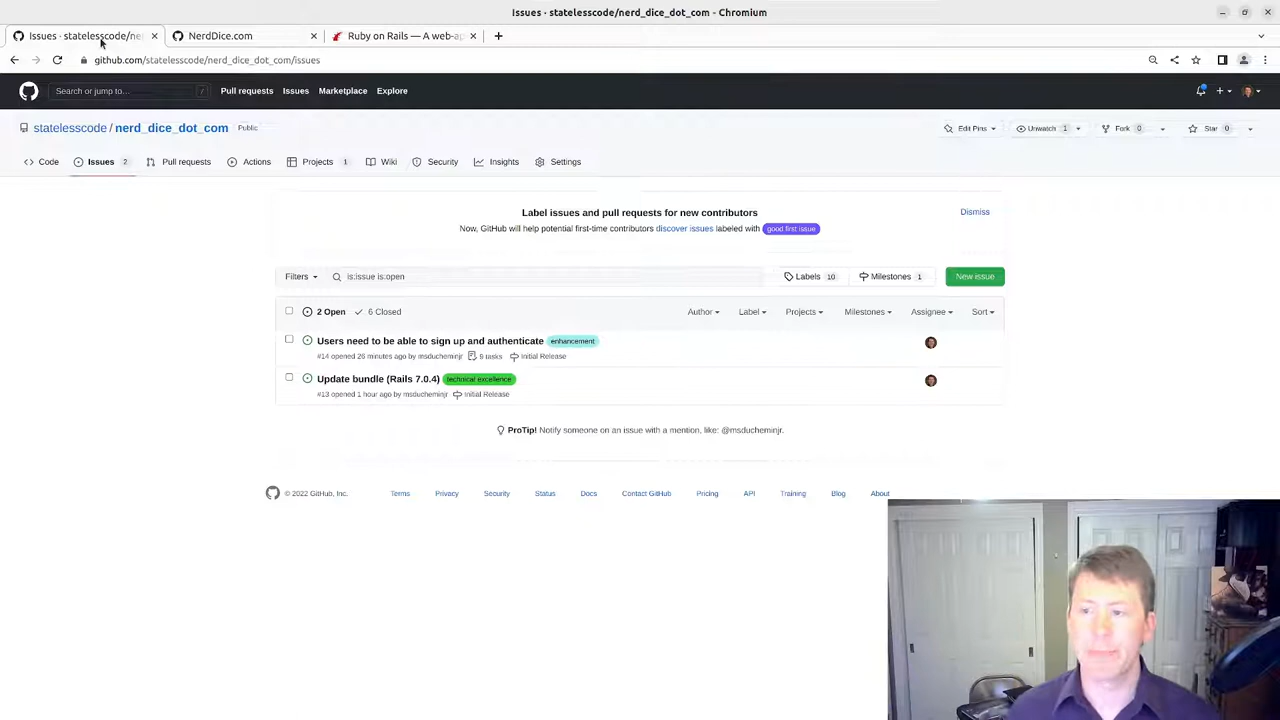 Issues · statelesscode/nerd_dice_dot_com - Chromium
Issues · statelesscode/ne
NerdDice.com
Ruby on Rails — A web-ap
github.com/statelesscode/nerd_dice_dot_com/issues
Search or jump to...
/
Pull requests
Issues
Marketplace
Explore
statelesscode / nerd_dice_dot_com
Public
Edit Pins
Unwatch 1
Fork 0
Star 0
Code
Issues 2
Pull requests
Actions
Projects 1
Wiki
Security
Insights
Settings
Label issues and pull requests for new contributors
Dismiss
Now, GitHub will help potential first-time contributors discover issues labeled with good first issue
Filters
is:issue is:open
Labels 10
Milestones 1
New issue
2 Open
6 Closed
Author
Label
Projects
Milestones
Assignee
Sort
Users need to be able to sign up and authenticate enhancement
#14 opened 26 minutes ago by msducheminjr 9 tasks Initial Release
Update bundle (Rails 7.0.4) technical excellence
#13 opened 1 hour ago by msducheminjr Initial Release
ProTip! Notify someone on an issue with a mention, like: @msducheminjr.
© 2022 GitHub, Inc.
Terms
Privacy
Security
Status
Docs
Contact GitHub
Pricing
API
Training
Blog
About